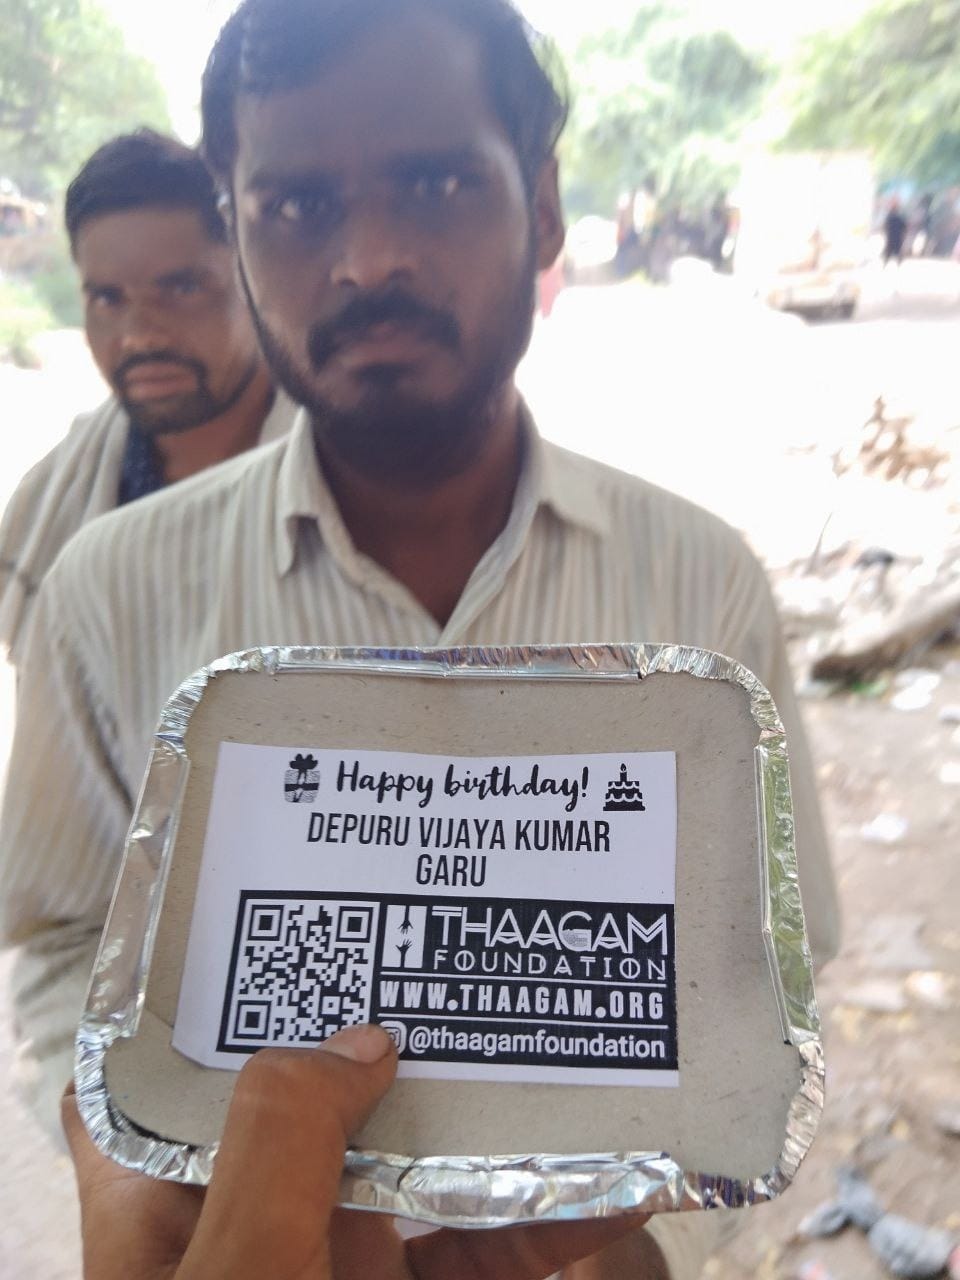 Happy birthday!
DEPURU VIJAYA KUMAR
GARU
THAAGAM
FOUNDATION
WWW.THAAGAM.ORG
@thaagamfoundation